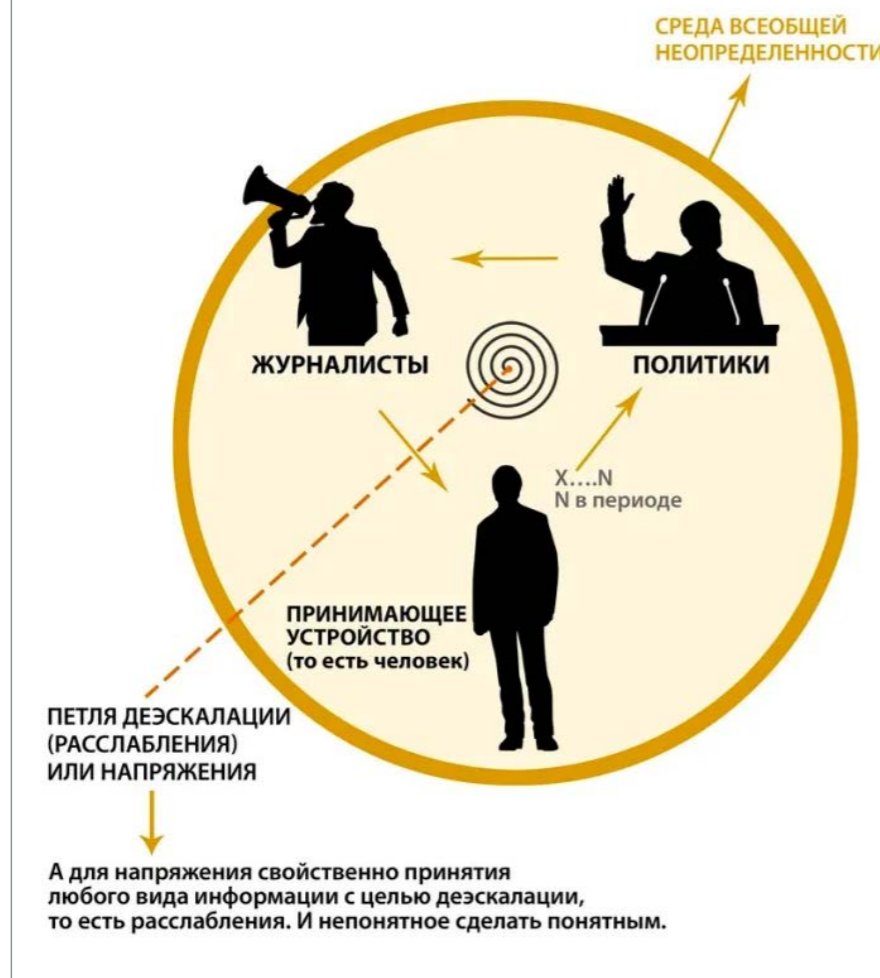 СРЕДА ВСЕОБЩЕЙ
НЕОПРЕДЕЛЕННОСТИ
ЖУРНАЛИСТЫ
ПОЛИТИКИ
X....N
N в периоде
ПРИНИМАЮЩЕЕ
УСТРОЙСТВО
(то есть человек)
ПЕТЛЯ ДЕЭСКАЛАЦИИ
(РАССЛАБЛЕНИЯ)
ИЛИ НАПРЯЖЕНИЯ
А для напряжения свойственно принятия
любого вида информации с целью деэскалации,
то есть расслабления. И непонятное сделать понятным.